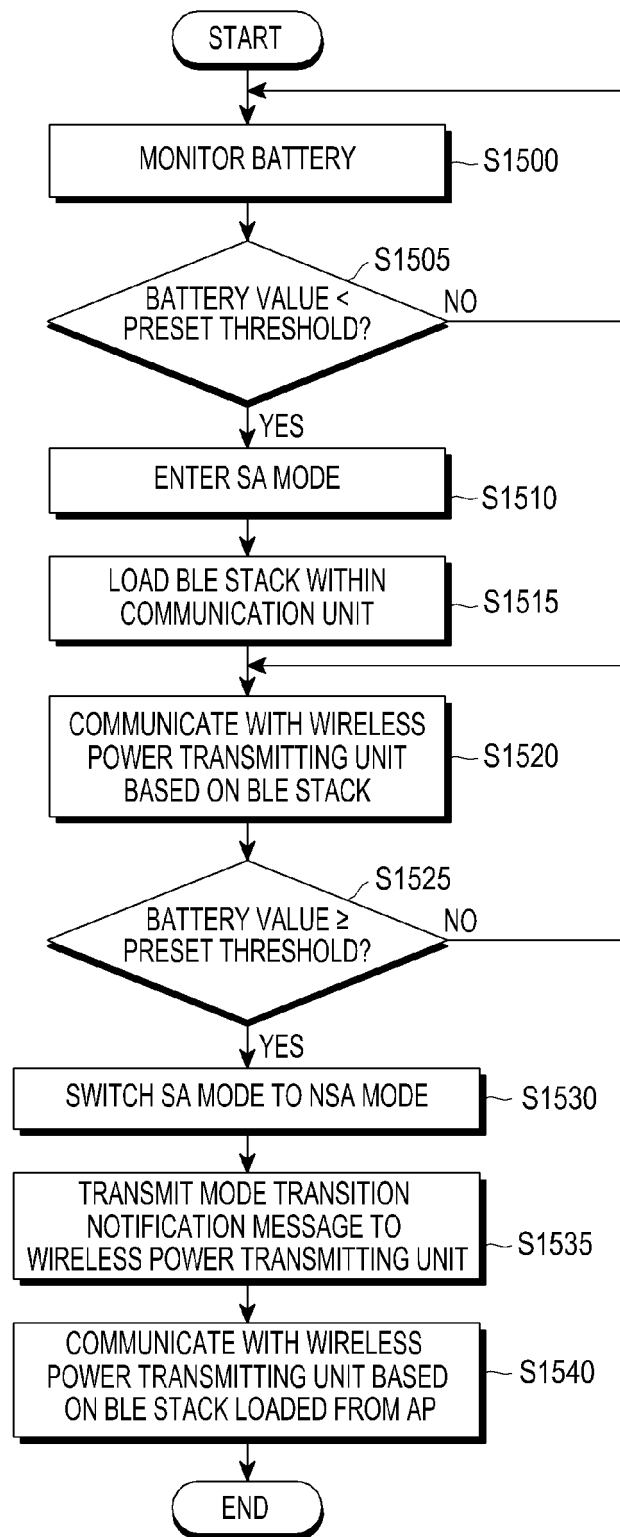 START
MONITOR BATTERY
S1500
S1505
BATTERY VALUE <
PRESET THRESHOLD?
NO
YES
ENTER SA MODE
S1510
LOAD BLE STACK WITHIN
COMMUNICATION UNIT
S1515
COMMUNICATE WITH WIRELESS
POWER TRANSMITTING UNIT
BASED ON BLE STACK
S1520
S1525
BATTERY VALUE ≥
PRESET THRESHOLD?
NO
YES
SWITCH SA MODE TO NSA MODE
S1530
TRANSMIT MODE TRANSITION
NOTIFICATION MESSAGE TO
WIRELESS POWER TRANSMITTING UNIT
S1535
COMMUNICATE WITH WIRELESS
POWER TRANSMITTING UNIT BASED
ON BLE STACK LOADED FROM AP
S1540
END